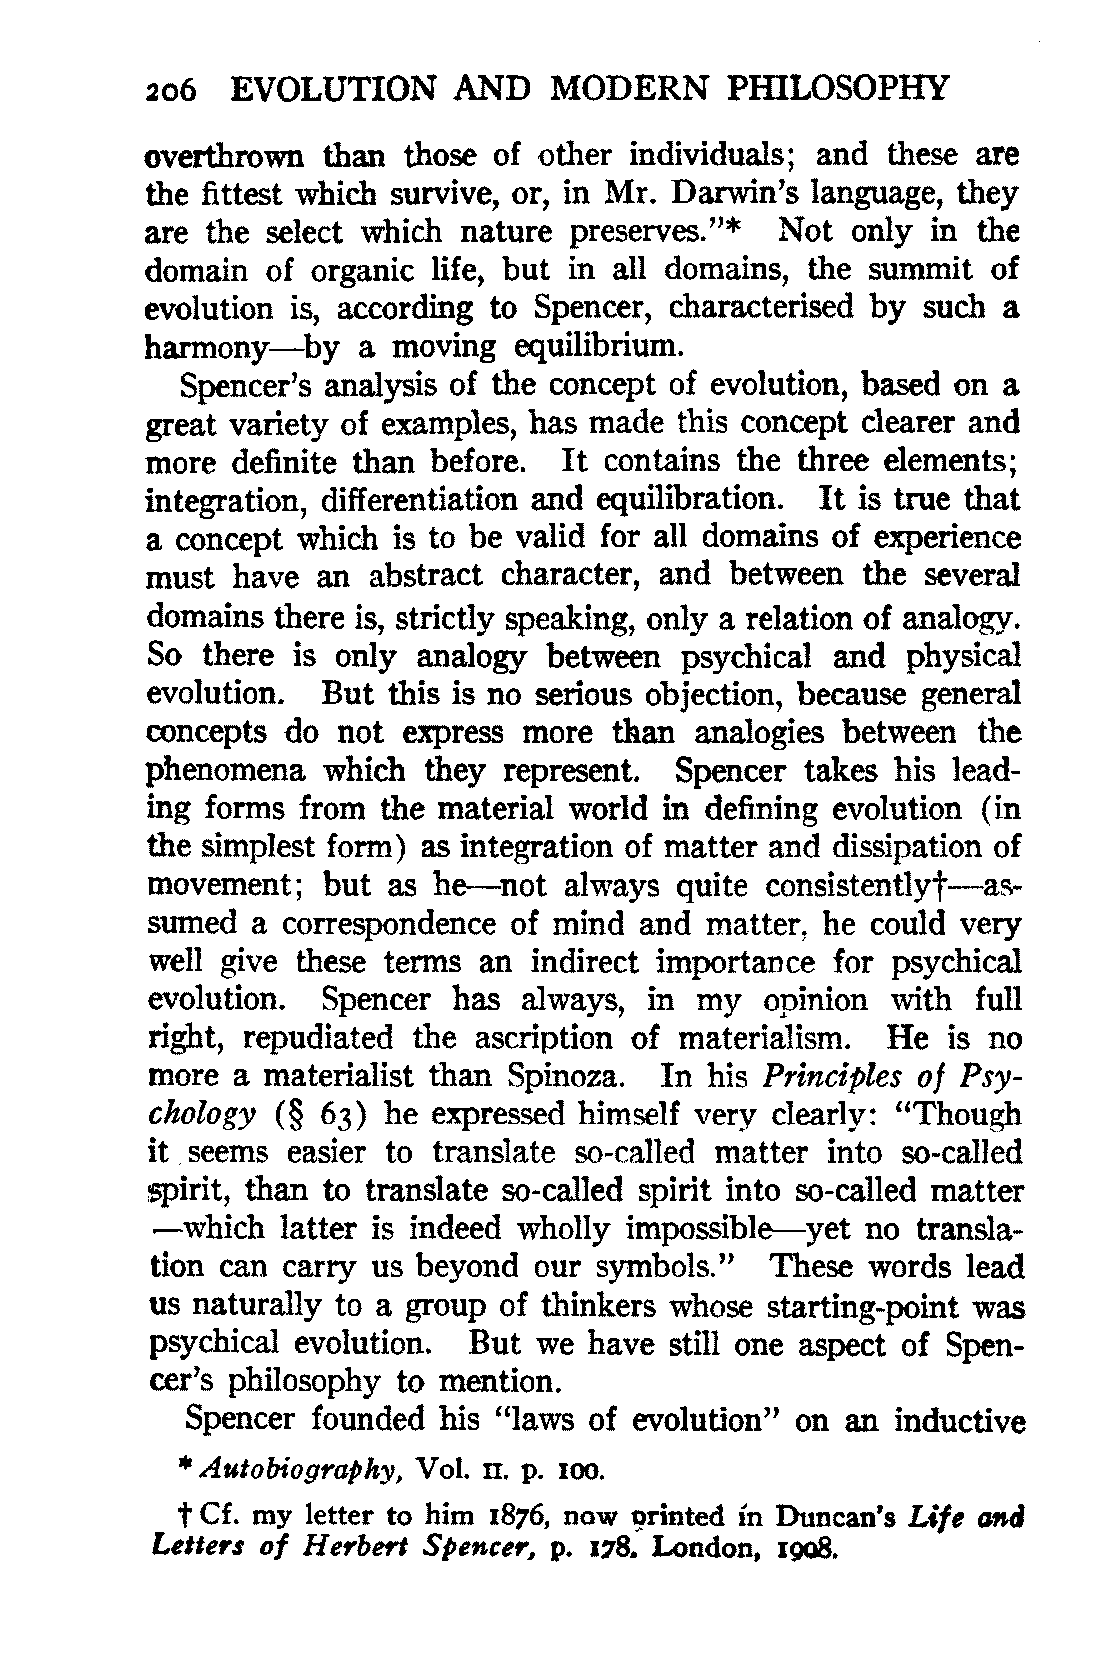 206 EVOLUTION AND MODERN PHILOSOPHY
overthrown than those of other individuals; and these are
the fittest which survive, or, in Mr. Darwin's language, they
are the select which nature preserves."* Not only in the
domain of organic life, but in all domains, the summit of
evolution is, according to Spencer, characterised by such a
harmony—by a moving equilibrium.
Spencer's analysis of the concept of evolution, based on a
great variety of examples, has made this concept clearer and
more definite than before. It contains the three elements;
integration, differentiation and equilibration. It is true that
a concept which is to be valid for all domains of experience
must have an abstract character, and between the several
domains there is, strictly speaking, only a relation of analogy.
So there is only analogy between psychical and physical
evolution. But this is no serious objection, because general
concepts do not express more than analogies between the
phenomena which they represent. Spencer takes his lead-
ing forms from the material world in defining evolution (in
the simplest form) as integration of matter and dissipation of
movement; but as he—not always quite consistently†—as-
sumed a correspondence of mind and matter, he could very
well give these terms an indirect importance for psychical
evolution. Spencer has always, in my opinion with full
right, repudiated the ascription of materialism. He is no
more a materialist than Spinoza. In his Principles of Psy-
chology (§ 63) he expressed himself very clearly: "Though
it seems easier to translate so-called matter into so-called
spirit, than to translate so-called spirit into so-called matter
—which latter is indeed wholly impossible—yet no transla-
tion can carry us beyond our symbols." These words lead
us naturally to a group of thinkers whose starting-point was
psychical evolution. But we have still one aspect of Spen-
cer's philosophy to mention.
Spencer founded his "laws of evolution" on an inductive
* Autobiography, Vol. II. p. 100.
† Cf. my letter to him 1876, now printed in Duncan's Life and
Letters of Herbert Spencer, p. 178. London, 1908.